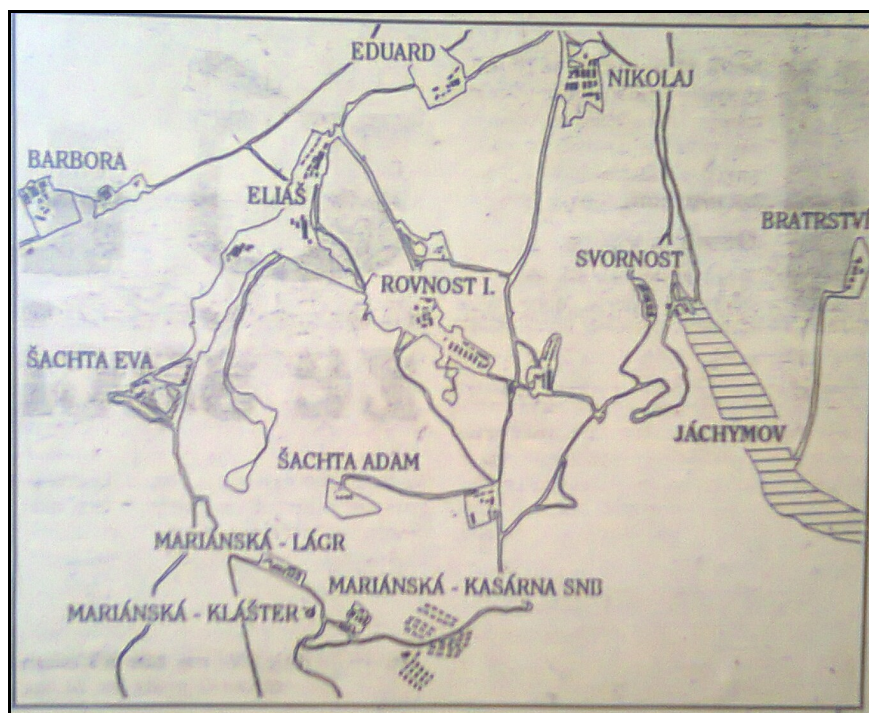 EDUARD
NIKOLAJ
BARBORA
ELIÁŠ
BRATRSTVÍ
SVORNOST
ROVNOST I.
ŠACHTA EVA
JÁCHYMOV
ŠACHTA ADAM
MARIÁNSKÁ - LÁGR
MARIÁNSKÁ - KASÁRNA SNB
MARIÁNSKÁ - KLÁŠTER